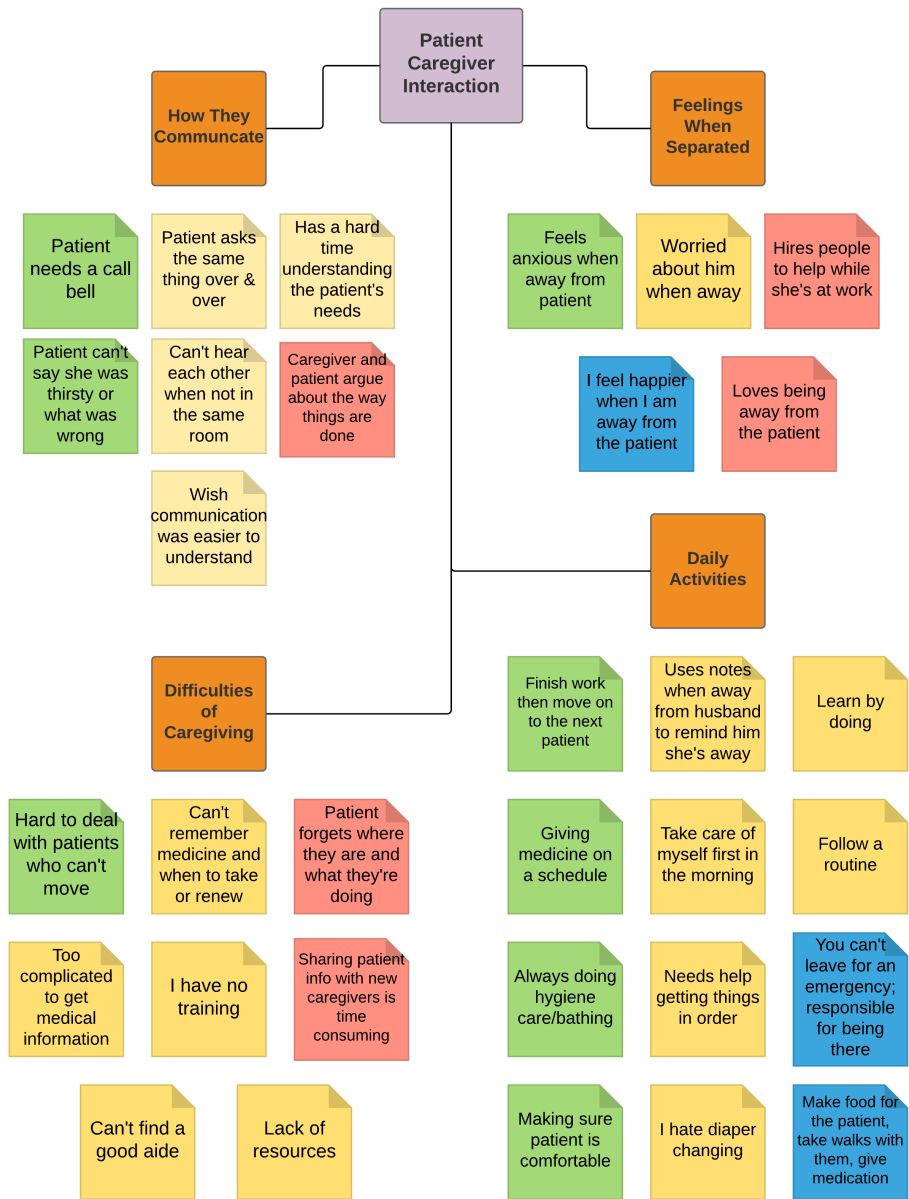 Patient
Caregiver
Interaction
How They
Communcate
Feelings
When
Separated
Patient
needs a call
bell
Patient asks
the same
thing over &
over
Has a hard
time
understanding
the patient's
needs
Patient can't
say she was
thirsty or
what was
wrong
Can't hear
each other
when not in
the same
room
Caregiver and
patient argue
about the way
things are
done
Wish
communication
was easier to
understand
Feels
anxious when
away from
patient
Worried
about him
when away
Hires people
to help while
she's at work
I feel happier
when I am
away from
the patient
Loves being
away from
the patient
Daily
Activities
Difficulties
of
Caregiving
Hard to deal
with patients
who can't
move
Can't
remember
medicine and
when to take
or renew
Patient
forgets where
they are and
what they're
doing
Too
complicated
to get
medical
information
I have no
training
Sharing patient
info with new
caregivers is
time
consuming
Can't find a
good aide
Lack of
resources
Finish work
then move on
to the next
patient
Uses notes
when away
from husband
to remind him
she's away
Learn by
doing
Giving
medicine on
a schedule
Take care of
myself first in
the morning
Follow a
routine
Always doing
hygiene
care/bathing
Needs help
getting things
in order
You can't
leave for an
emergency;
responsible
for being
there
Making sure
patient is
comfortable
I hate diaper
changing
Make food for
the patient,
take walks with
them, give
medication